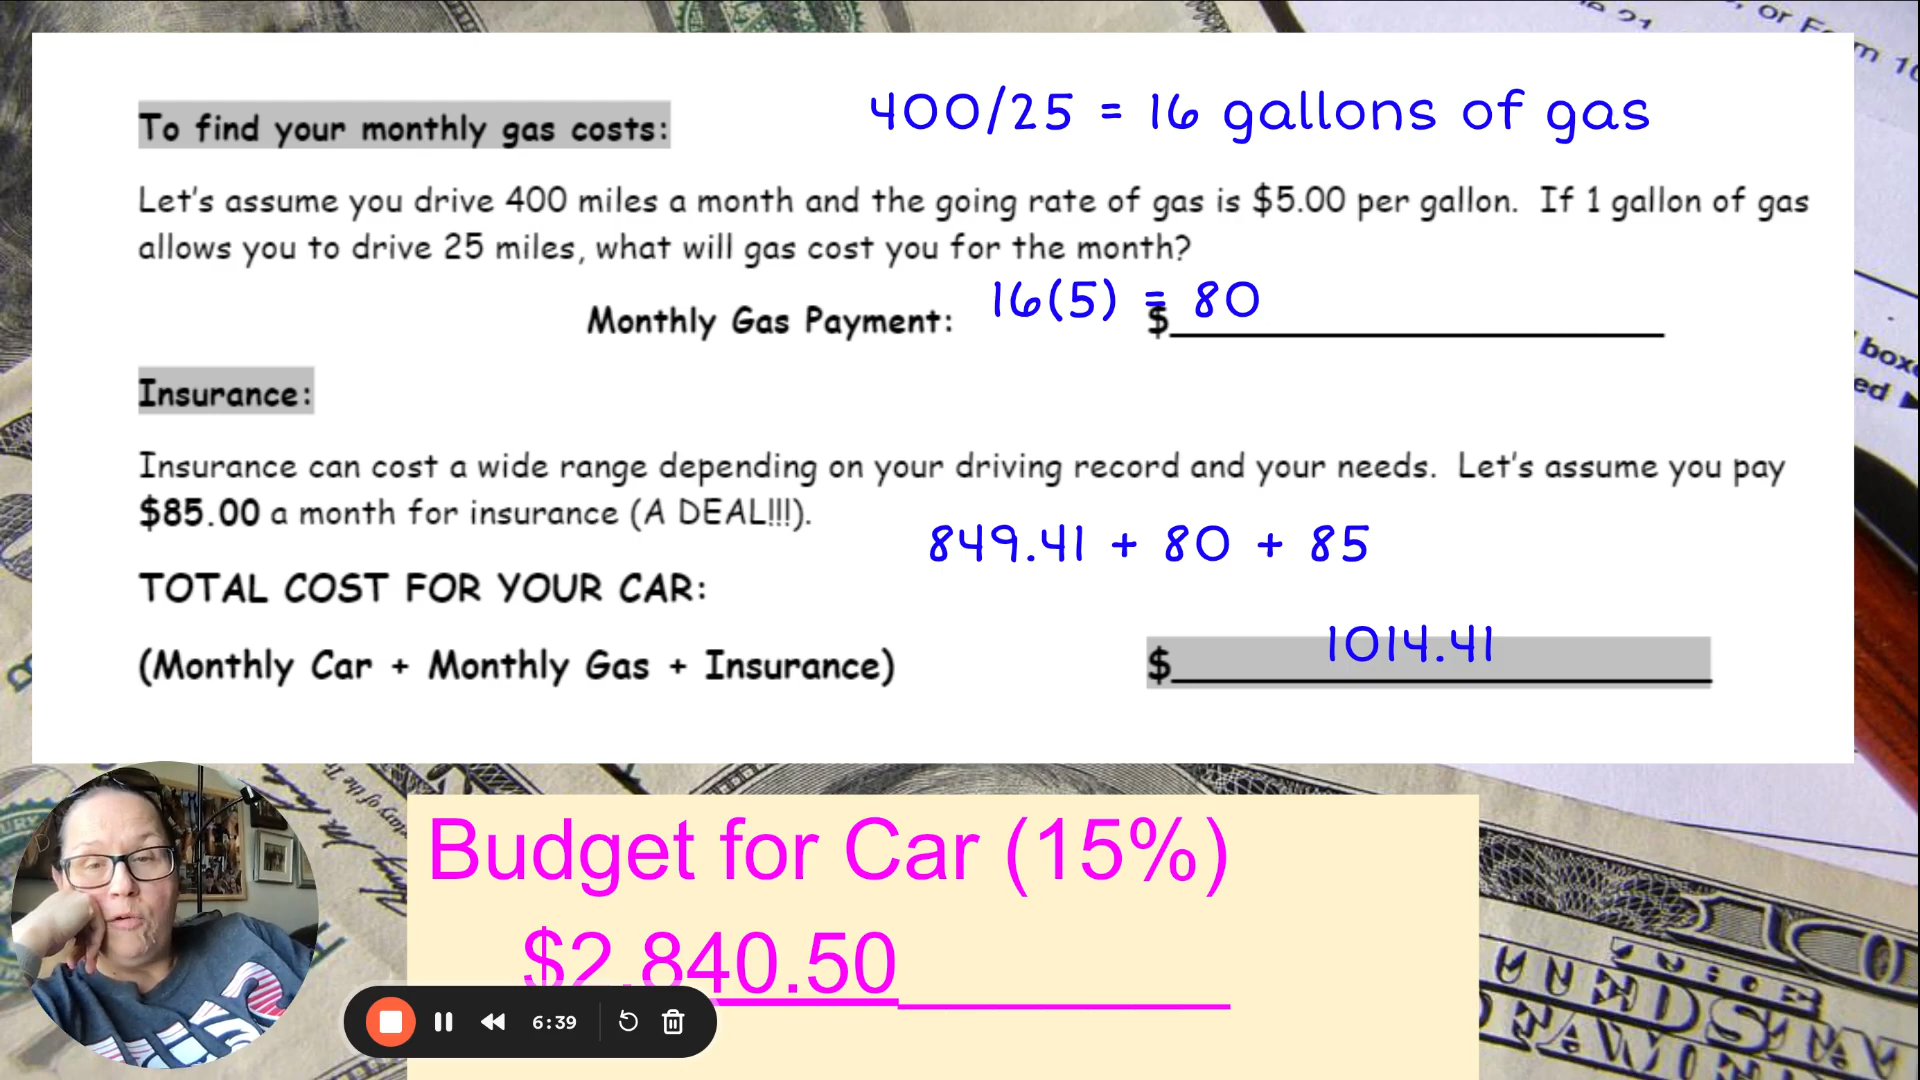 400/25 = 16 gallons of gas
To find your monthly gas costs:
Let's assume you drive 400 miles a month and the going rate of gas is $5.00 per gallon. If 1 gallon of gas
allows you to drive 25 miles, what will gas cost you for the month?
16(5) = 80
Monthly Gas Payment: $
Insurance:
Insurance can cost a wide range depending on your driving record and your needs. Let's assume you pay
$85.00 a month for insurance (A DEAL!!!).
849.41 + 80 + 85
TOTAL COST FOR YOUR CAR:
(Monthly Car + Monthly Gas + Insurance) $ 1014.41
Budget for Car (15%)
$2,840.50
6:39